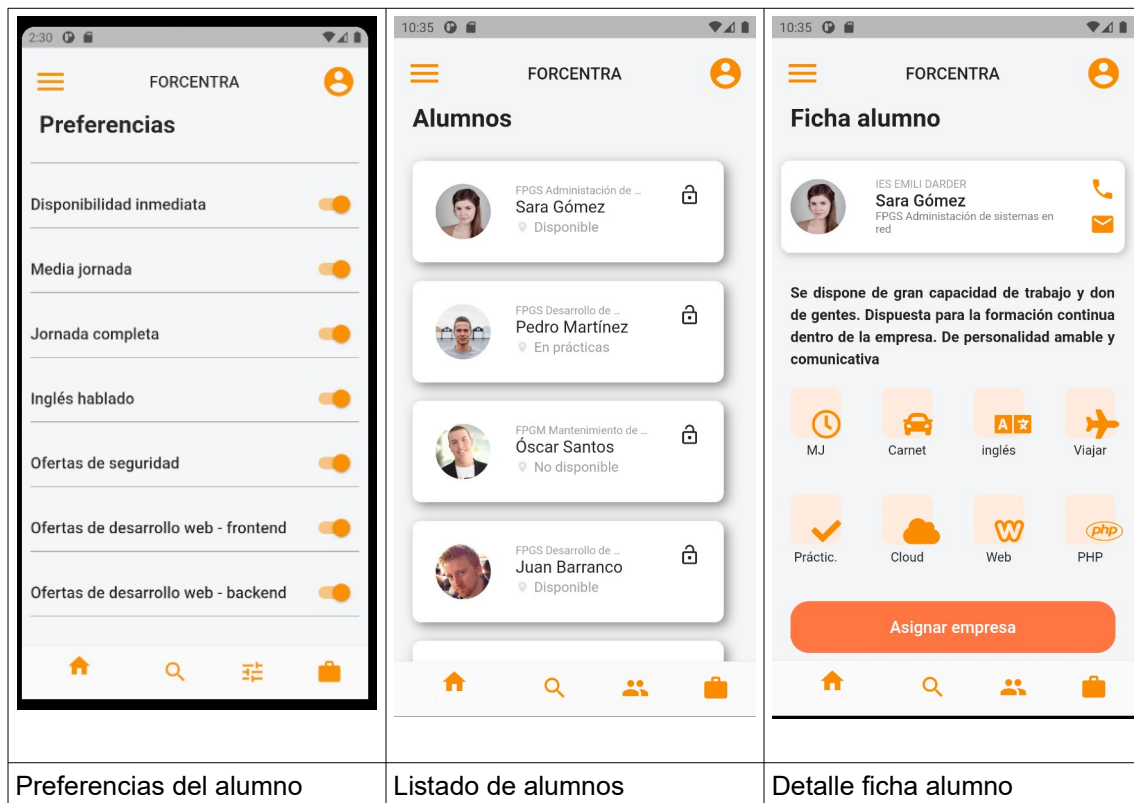 2:30
FORCENTRA
Preferencias
Disponibilidad inmediata
Media jornada
Jornada completa
Inglés hablado
Ofertas de seguridad
Ofertas de desarrollo web - frontend
Ofertas de desarrollo web - backend
Preferencias del alumno
10:35
FORCENTRA
Alumnos
FPGS Administación de ...
Sara Gómez
Disponible
FPGS Desarrollo de ...
Pedro Martínez
En prácticas
FPGM Mantenimiento de ...
Óscar Santos
No disponible
FPGS Desarrollo de ...
Juan Barranco
Disponible
Listado de alumnos
10:35
FORCENTRA
Ficha alumno
IES EMILI DARDER
Sara Gómez
FPGS Administación de sistemas en
red
Se dispone de gran capacidad de trabajo y don
de gentes. Dispuesta para la formación continua
dentro de la empresa. De personalidad amable y
comunicativa
MJ Carnet inglés Viajar
php
Práctic. Cloud Web PHP
Asignar empresa
Detalle ficha alumno